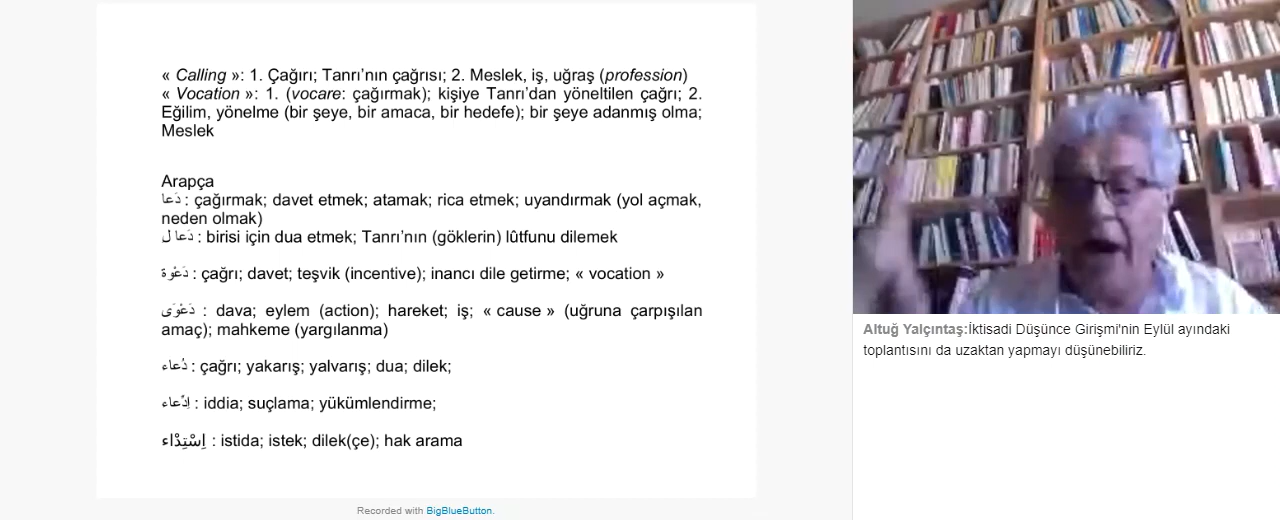 « Calling »: 1. Çağırı; Tanrı'nın çağrısı; 2. Meslek, iş, uğraş (profession)
« Vocation »: 1. (vocare: çağırmak); kişiye Tanrı'dan yöneltilen çağrı; 2.
Eğilim, yönelme (bir şeye, bir amaca, bir hedefe); bir şeye adanmış olma;
Meslek
Arapça
دَعا : çağırmak; davet etmek; atamak; rica etmek; uyandırmak (yol açmak,
neden olmak)
دَعا ل : birisi için dua etmek; Tanrı'nın (göklerin) lûtfunu dilemek
دَعْوة : çağrı; davet; teşvik (incentive); inancı dile getirme; « vocation »
دَعْوَى : dava; eylem (action); hareket; iş; « cause » (uğruna çarpışılan
amaç); mahkeme (yargılanma)
دُعاء : çağrı; yakarış; yalvarış; dua; dilek;
اِدِّعاء : iddia; suçlama; yükümlendirme;
اِسْتِدْاء : istida; istek; dilek(çe); hak arama
Recorded with BigBlueButton.
Altuğ Yalçıntaş:İktisadi Düşünce Girişmi'nin Eylül ayındaki
toplantısını da uzaktan yapmayı düşünebiliriz.